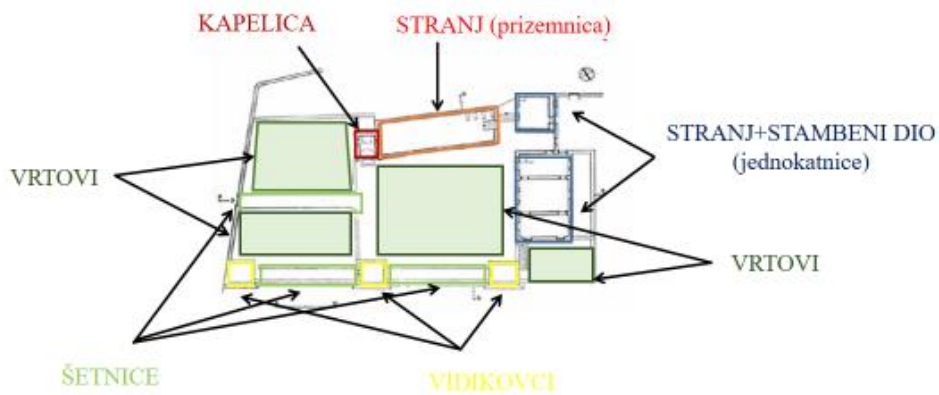 KAPELICA
STRANJ (prizemnica)
STRANJ+STAMBENI DIO
(jednokatnice)
VRTOVI
VRTOVI
ŠETNICE
VIDIKOVCI